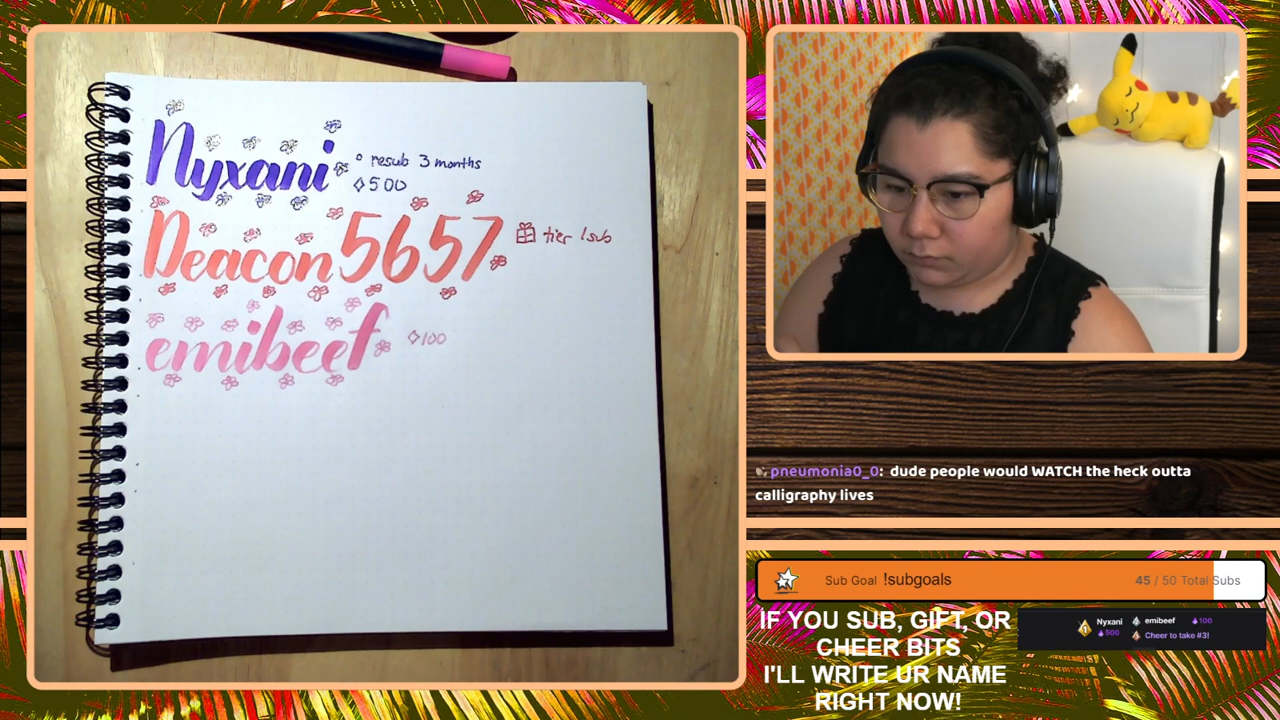 Nyxani
resub 3 months
500
Deacon5657
tier 1 sub
emibeef
100
pneumonia0_0: dude people would WATCH the heck outta
calligraphy lives
Sub Goal !subgoals 45 / 50 Total Subs
IF YOU SUB, GIFT, OR
CHEER BITS
I'LL WRITE UR NAME
RIGHT NOW!
1 Nyxani 500
emibeef 100
Cheer to take #3!